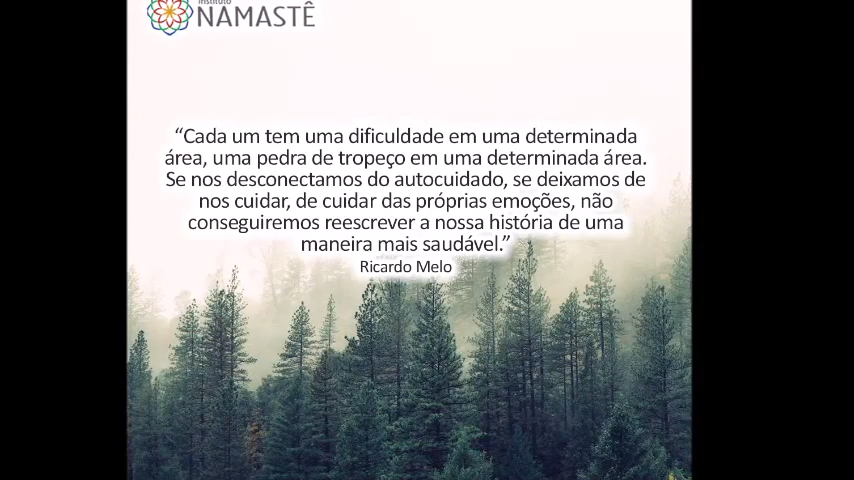 Instituto
NAMASTÊ
“Cada um tem uma dificuldade em uma determinada
área, uma pedra de tropeço em uma determinada área.
Se nos desconectamos do autocuidado, se deixamos de
nos cuidar, de cuidar das próprias emoções, não
conseguiremos reescrever a nossa história de uma
maneira mais saudável.”
Ricardo Melo